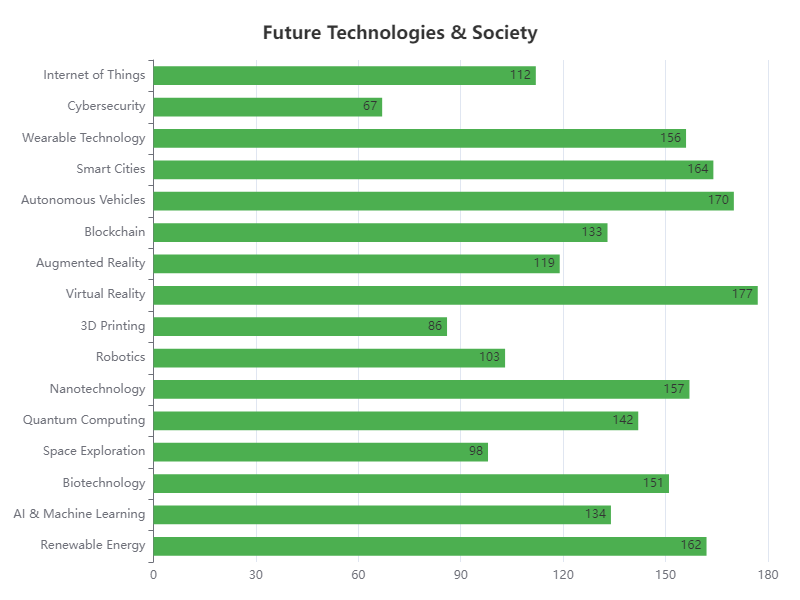 Future Technologies & Society
Internet of Things 112
Cybersecurity 67
Wearable Technology 156
Smart Cities 164
Autonomous Vehicles 170
Blockchain 133
Augmented Reality 119
Virtual Reality 177
3D Printing 86
Robotics 103
Nanotechnology 157
Quantum Computing 142
Space Exploration 98
Biotechnology 151
AI & Machine Learning 134
Renewable Energy 162
0 30 60 90 120 150 180